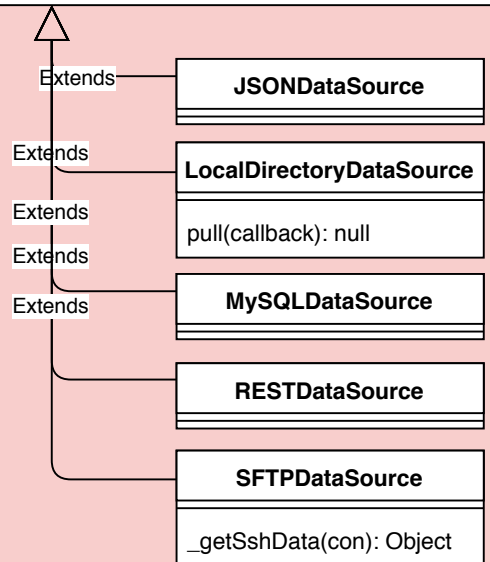 Extends
JSONDataSource
Extends
LocalDirectoryDataSource
pull(callback): null
Extends
Extends
MySQLDataSource
Extends
RESTDataSource
SFTPDataSource
_getSshData(con): Object